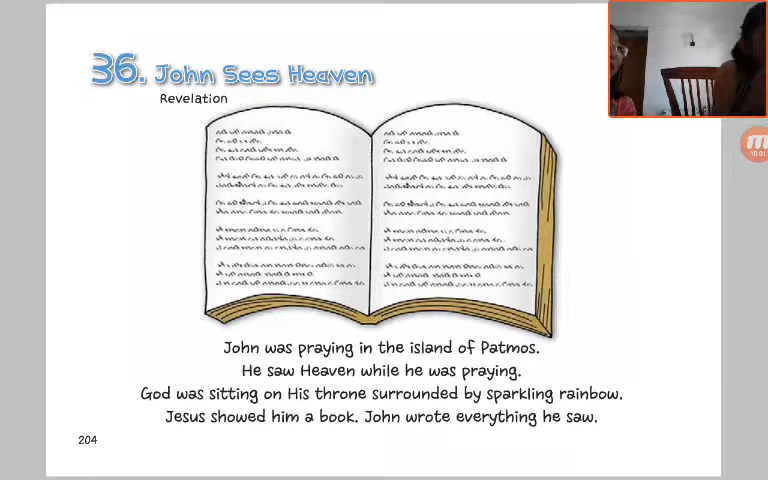 36. John Sees Heaven
Revelation
John was praying in the island of Patmos.
He saw Heaven while he was praying.
God was sitting on His throne surrounded by sparkling rainbow.
Jesus showed him a book. John wrote everything he saw.
204
M
10:01